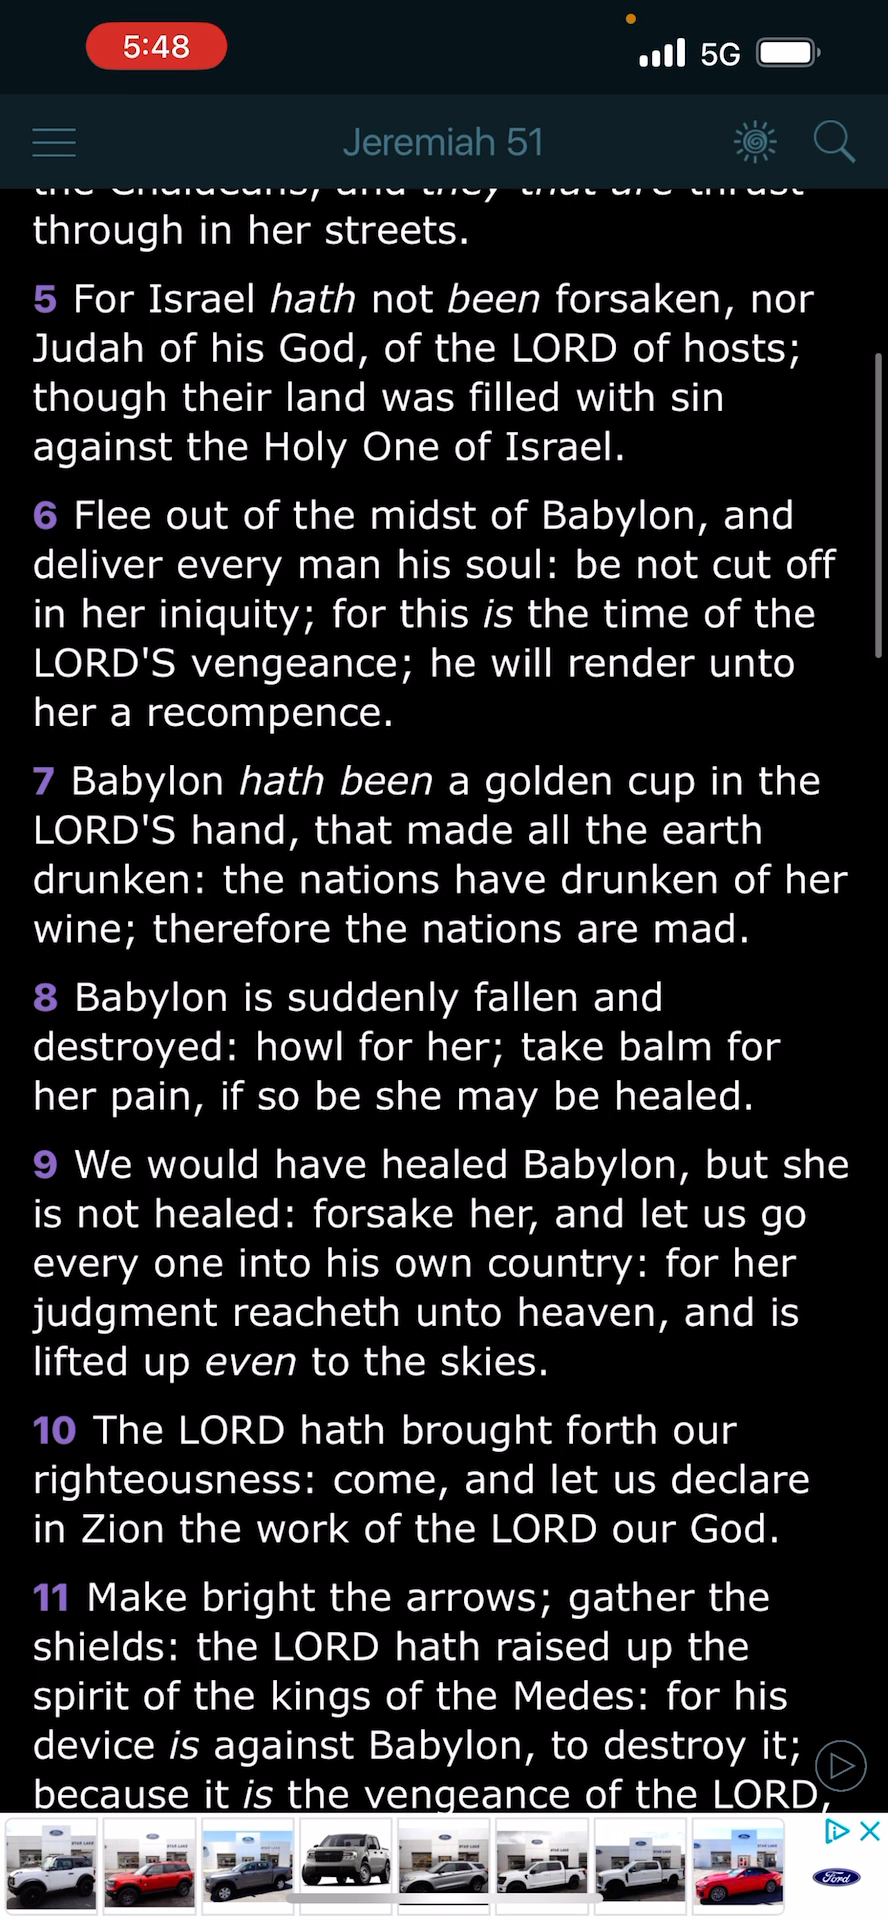 5:48
5G
Jeremiah 51
the Chaldeans, and they that are thrust
through in her streets.
5 For Israel hath not been forsaken, nor
Judah of his God, of the LORD of hosts;
though their land was filled with sin
against the Holy One of Israel.
6 Flee out of the midst of Babylon, and
deliver every man his soul: be not cut off
in her iniquity; for this is the time of the
LORD'S vengeance; he will render unto
her a recompence.
7 Babylon hath been a golden cup in the
LORD'S hand, that made all the earth
drunken: the nations have drunken of her
wine; therefore the nations are mad.
8 Babylon is suddenly fallen and
destroyed: howl for her; take balm for
her pain, if so be she may be healed.
9 We would have healed Babylon, but she
is not healed: forsake her, and let us go
every one into his own country: for her
judgment reacheth unto heaven, and is
lifted up even to the skies.
10 The LORD hath brought forth our
righteousness: come, and let us declare
in Zion the work of the LORD our God.
11 Make bright the arrows; gather the
shields: the LORD hath raised up the
spirit of the kings of the Medes: for his
device is against Babylon, to destroy it;
because it is the vengeance of the LORD,
Ford